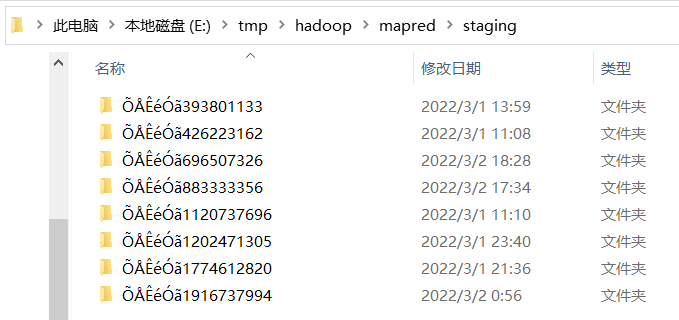 此电脑 > 本地磁盘 (E:) > tmp > hadoop > mapred > staging
名称 修改日期 类型
ÕÅÊéÓã393801133 2022/3/1 13:59 文件夹
ÕÅÊéÓã426223162 2022/3/1 11:08 文件夹
ÕÅÊéÓã696507326 2022/3/2 18:28 文件夹
ÕÅÊéÓã883333356 2022/3/2 17:34 文件夹
ÕÅÊéÓã1120737696 2022/3/1 11:10 文件夹
ÕÅÊéÓã1202471305 2022/3/1 23:40 文件夹
ÕÅÊéÓã1774612820 2022/3/1 21:36 文件夹
ÕÅÊéÓã1916737994 2022/3/2 0:56 文件夹